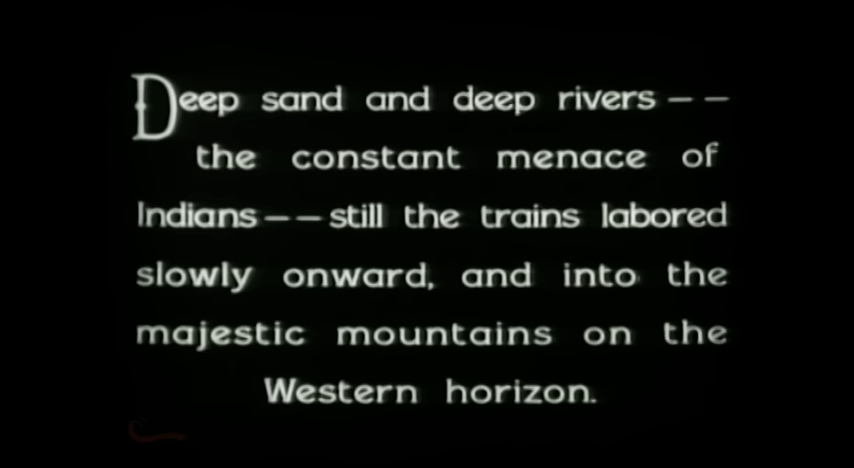 Deep sand and deep rivers — —
the constant menace of
Indians — — still the trains labored
slowly onward, and into the
majestic mountains on the
Western horizon.